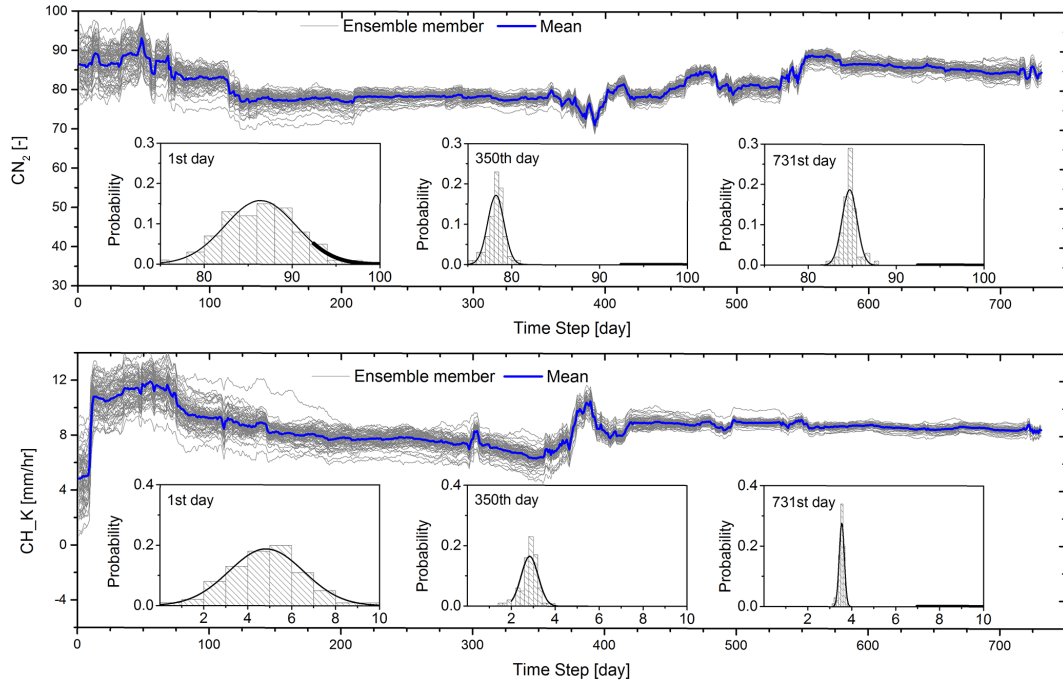 Ensemble member Mean
100
90
80
70
60
50
40
30
CN2 [-]
1st day
0.3
0.2
0.1
0.0
Probability
80 90 100
350th day
0.3
0.2
0.1
0.0
Probability
80 90 100
731st day
0.3
0.2
0.1
0.0
Probability
80 90 100
0 100 200 300 400 500 600 700
Time Step [day]
Ensemble member Mean
12
8
4
0
-4
CH_K [mm/hr]
1st day
0.4
0.2
0.0
Probability
2 4 6 8 10
350th day
0.4
0.2
0.0
Probability
2 4 6 8 10
731st day
0.4
0.2
0.0
Probability
2 4 6 8 10
0 100 200 300 400 500 600 700
Time Step [day]